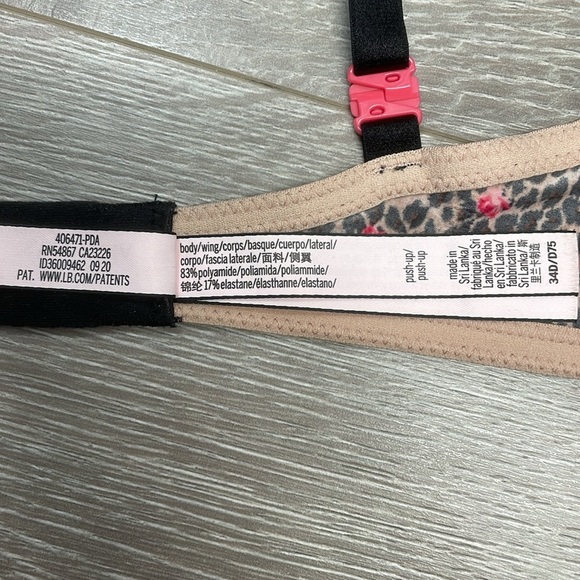 406471-PDA
RN54867 CA23226
ID36009462 09 20
PAT. WWW.LB.COM/PATENTS
body/wing/corps/basque/cuerpo/lateral/
corpo/fascia laterale/面料/侧翼
83%polyamide/poliamida/poliammide/
锦纶 17%elastane/élasthanne/elastano/
push-up/
push-up
made in
Sri Lanka/
fabriqué au Sri
Lanka/hecho
en Sri Lanka/
fabbricato in
Sri Lanka/斯
里兰卡制造
34D/D75